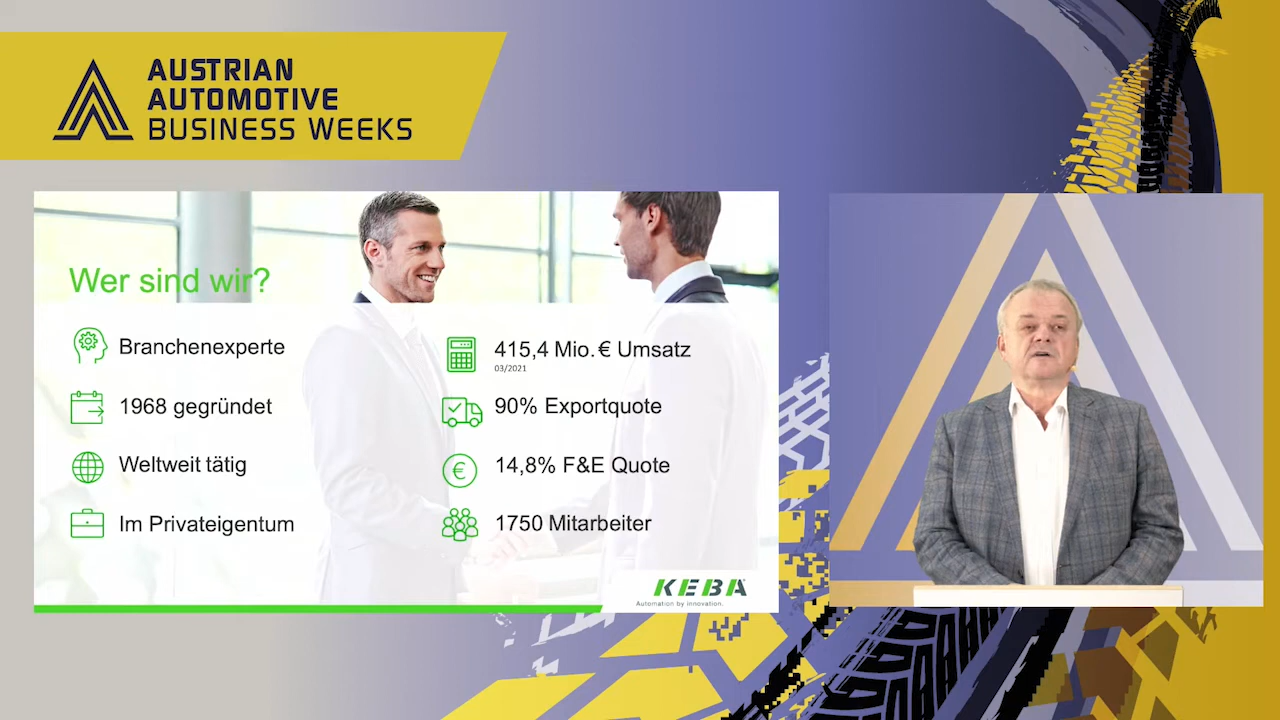 AUSTRIAN
AUTOMOTIVE
BUSINESS WEEKS
Wer sind wir?
Branchenexperte
1968 gegründet
Weltweit tätig
Im Privateigentum
415,4 Mio. € Umsatz
03/2021
90% Exportquote
14,8% F&E Quote
1750 Mitarbeiter
KEBA
Automation by innovation.